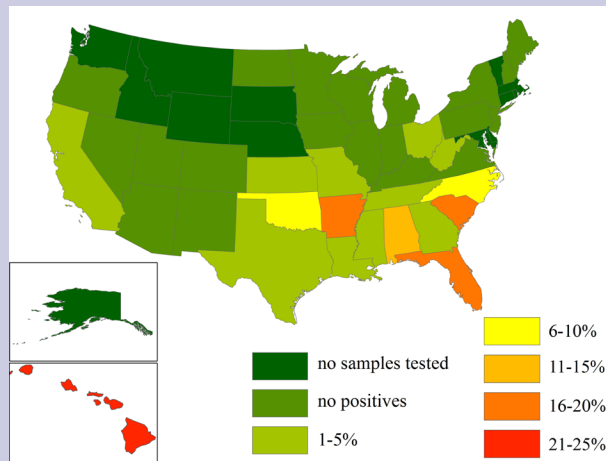 no samples tested
no positives
1-5%
6-10%
11-15%
16-20%
21-25%